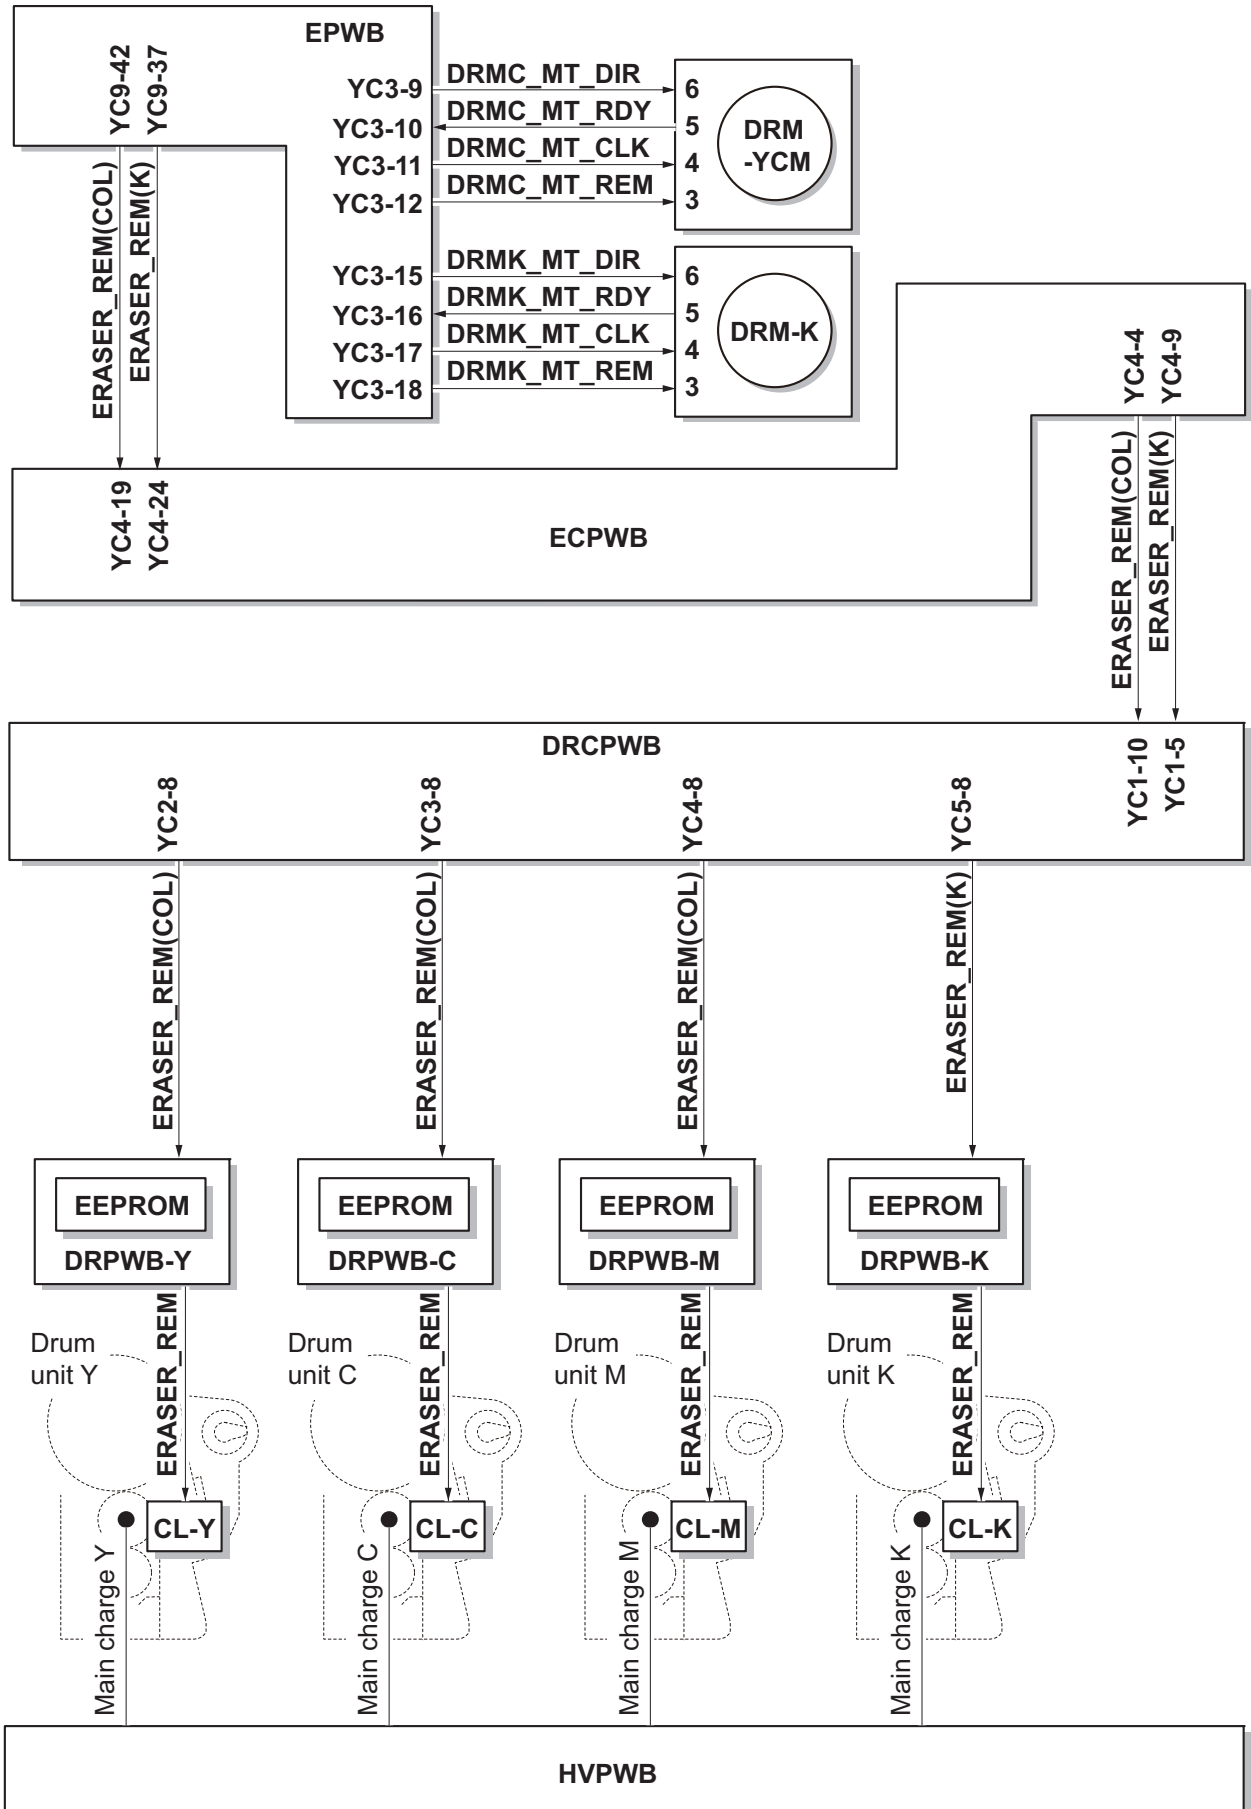 EPWB
YC9-42
YC9-37
YC3-9
DRMC_MT_DIR
6
YC3-10
DRMC_MT_RDY
5
YC3-11
DRMC_MT_CLK
4
YC3-12
DRMC_MT_REM
3
DRM
-YCM
YC3-15
DRMK_MT_DIR
6
YC3-16
DRMK_MT_RDY
5
YC3-17
DRMK_MT_CLK
4
YC3-18
DRMK_MT_REM
3
DRM-K
ERASER_REM(COL)
ERASER_REM(K)
YC4-19
YC4-24
ECPWB
YC4-4
YC4-9
ERASER_REM(COL)
ERASER_REM(K)
DRCPWB
YC1-10
YC1-5
YC2-8
YC3-8
YC4-8
YC5-8
ERASER_REM(COL)
ERASER_REM(COL)
ERASER_REM(COL)
ERASER_REM(K)
EEPROM
DRPWB-Y
EEPROM
DRPWB-C
EEPROM
DRPWB-M
EEPROM
DRPWB-K
Drum
unit Y
ERASER_REM
Drum
unit C
ERASER_REM
Drum
unit M
ERASER_REM
Drum
unit K
ERASER_REM
CL-Y
CL-C
CL-M
CL-K
Main charge Y
Main charge C
Main charge M
Main charge K
HVPWB